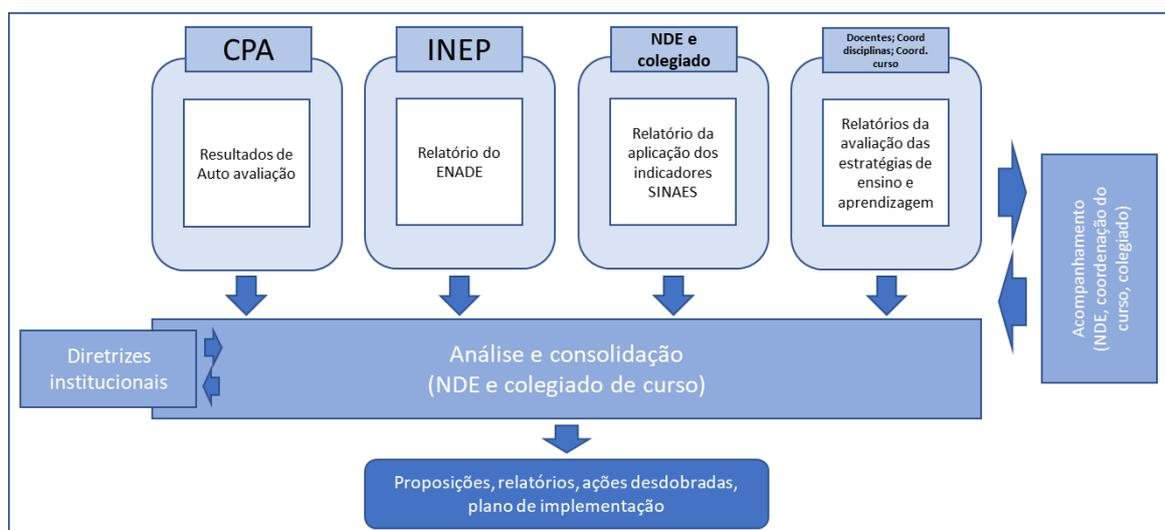 CPA
Resultados de
Auto avaliação
INEP
Relatório do
ENADE
NDE e
colegiado
Relatório da
aplicação dos
indicadores
SINAES
Docentes; Coord
disciplinas; Coord.
curso
Relatórios da
avaliação das
estratégias de
ensino e
aprendizagem
Acompanhamento
(NDE, coordenação do
curso, colegiado)
Diretrizes
institucionais
Análise e consolidação
(NDE e colegiado de curso)
Proposições, relatórios, ações desdobradas,
plano de implementação